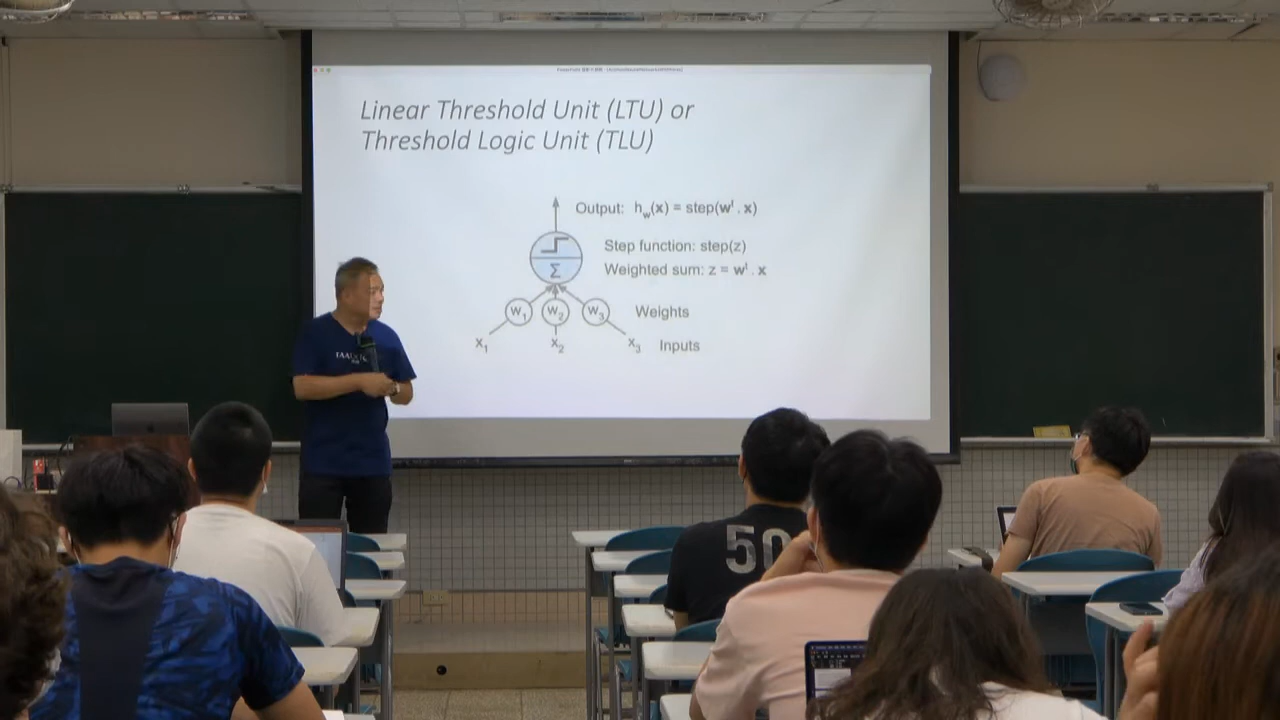 Linear Threshold Unit (LTU) or
Threshold Logic Unit (TLU)
Output: h_w(x) = step(wᵗ . x)
Step function: step(z)
Σ
Weighted sum: z = wᵗ . x
w₁ w₂ w₃ Weights
x₁ x₂ x₃ Inputs
50